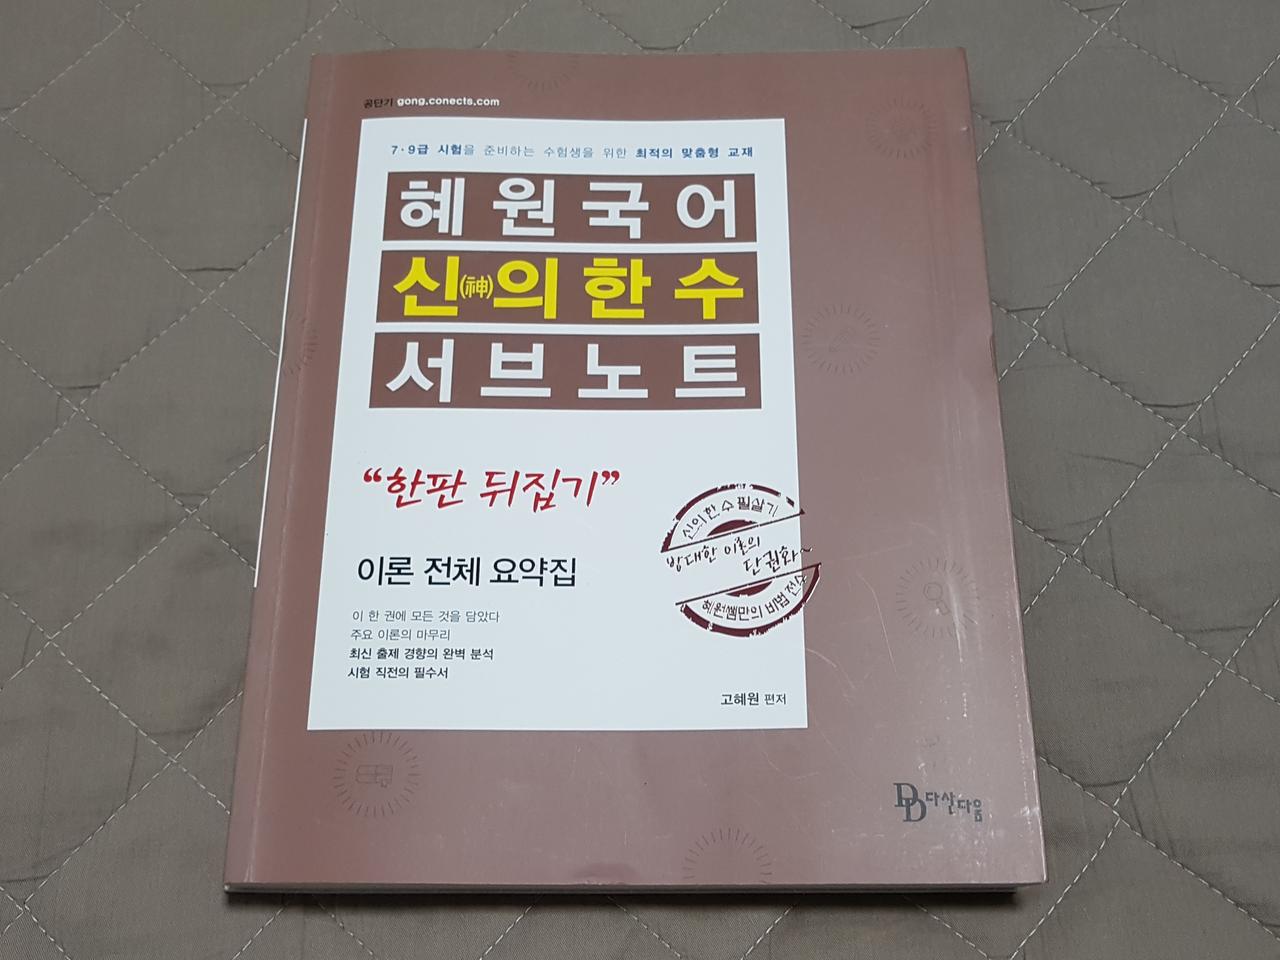 공단기 gong.conects.com
7·9급 시험을 준비하는 수험생을 위한 최적의 맞춤형 교재
혜원국어
신(神)의한수
서브노트
“한판 뒤집기”
신의한수 필살기
방대한 이론의
단권화~
혜원쌤만의 비법 전수
이론 전체 요약집
이 한 권에 모든 것을 담았다
주요 이론의 마무리
최신 출제 경향의 완벽 분석
시험 직전의 필수서
고혜원 편저
DD 다산다움